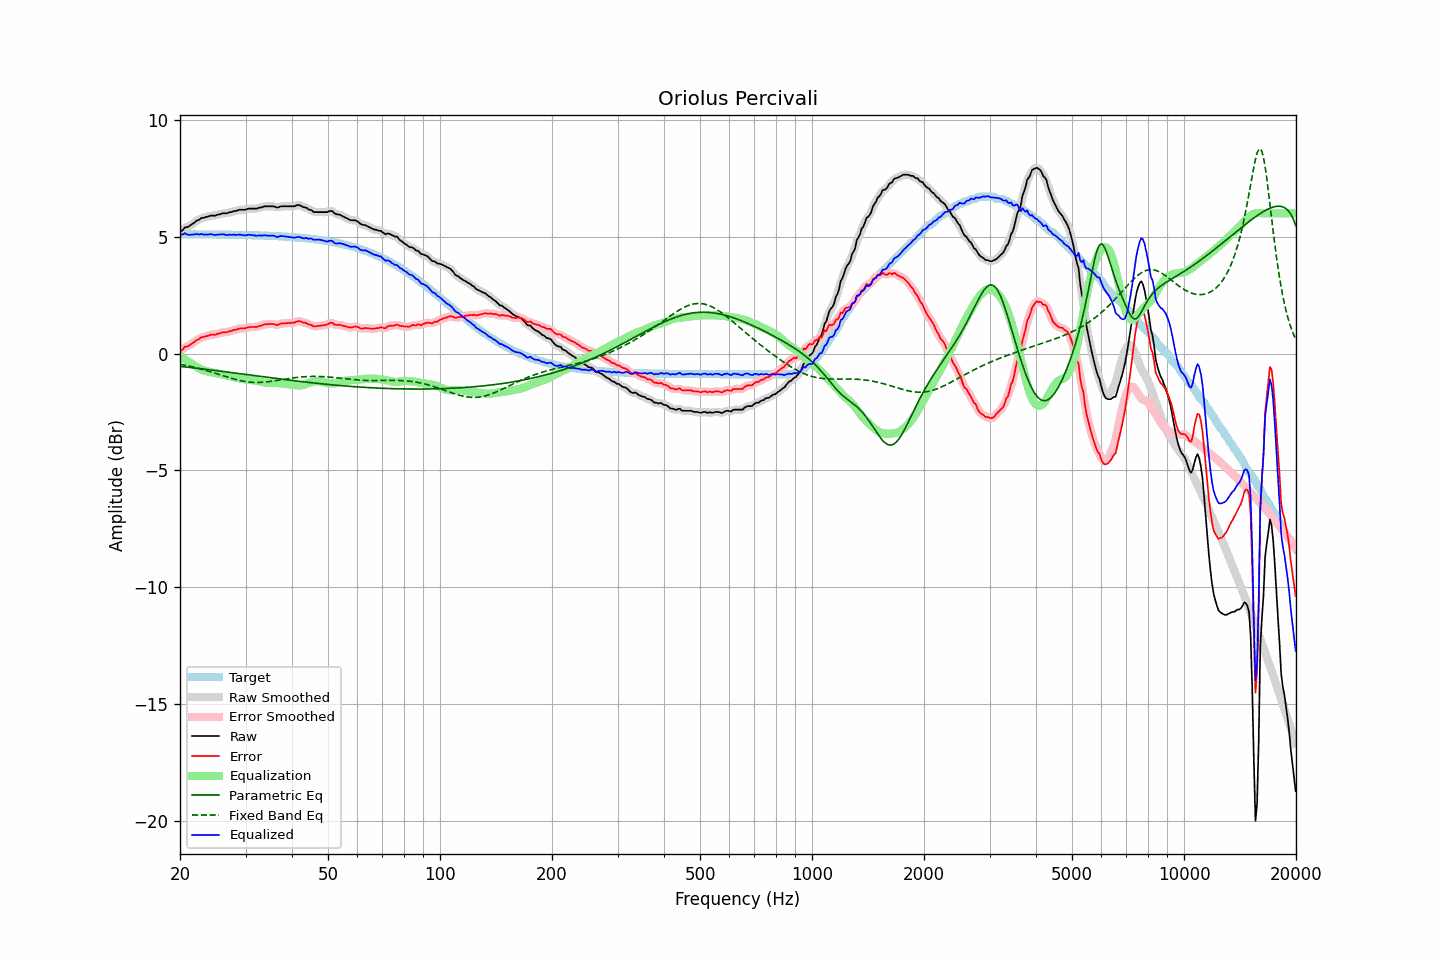 Oriolus Percivali
10
5
0
−5
−10
−15
−20
Amplitude (dBr)
Target
Raw Smoothed
Error Smoothed
Raw
Error
Equalization
Parametric Eq
Fixed Band Eq
Equalized
20 50 100 200 500 1000 2000 5000 10000 20000
Frequency (Hz)